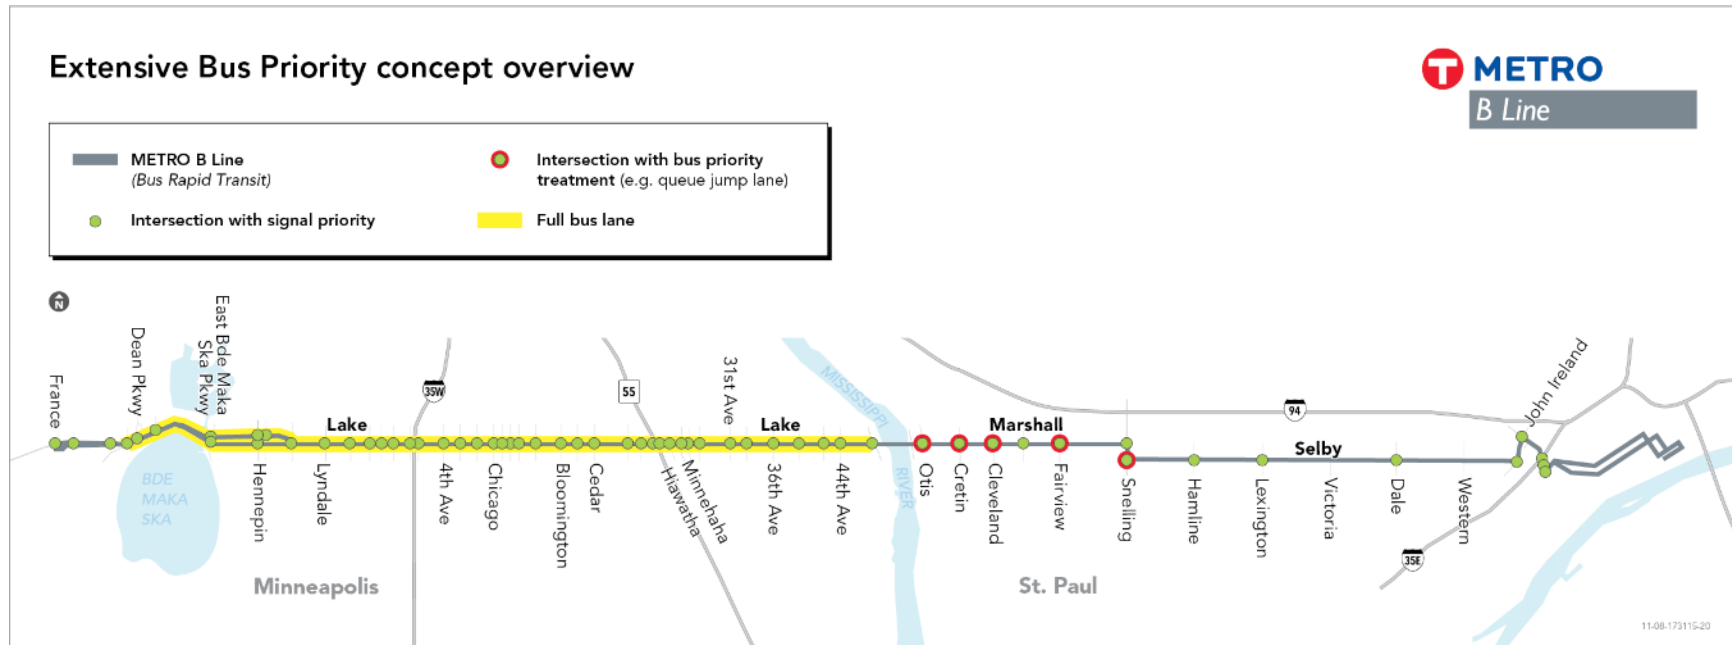 Extensive Bus Priority concept overview
T METRO
B Line
METRO B Line
(Bus Rapid Transit)
Intersection with signal priority
Intersection with bus priority
treatment (e.g. queue jump lane)
Full bus lane
N
France
Dean Pkwy
East Bde Maka
Ska Pkwy
BDE
MAKA
SKA
Hennepin
Lake
Lyndale
35W
4th Ave
Chicago
Bloomington
Cedar
55
Hiawatha
Minnehaha
31st Ave
Lake
36th Ave
44th Ave
MISSISSIPPI
RIVER
Otis
Cretin
Marshall
Cleveland
Fairview
Snelling
Hamline
Lexington
94
Selby
Victoria
Dale
Western
35E
John Ireland
Minneapolis
St. Paul
11-08-173115-20